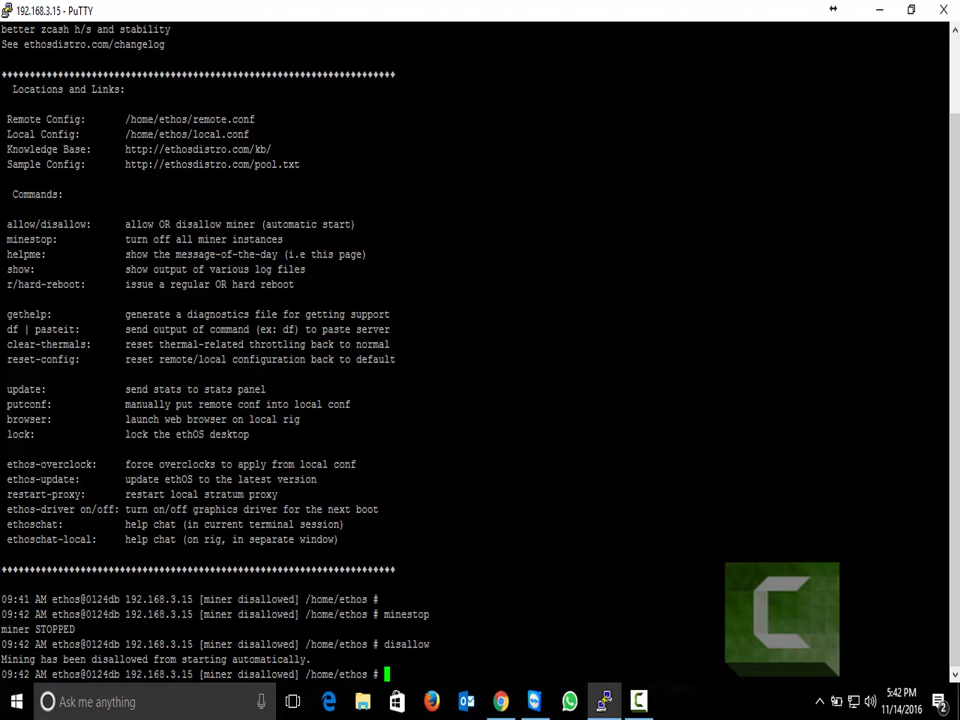 192.168.3.15 - PuTTY
better zcash h/s and stability
See ethosdistro.com/changelog
♦♦♦♦♦♦♦♦♦♦♦♦♦♦♦♦♦♦♦♦♦♦♦♦♦♦♦♦♦♦♦♦♦♦♦♦♦♦♦♦♦♦♦♦♦♦♦♦♦♦♦♦♦♦♦♦♦♦♦♦♦♦♦♦♦♦♦♦♦
Locations and Links:
Remote Config: /home/ethos/remote.conf
Local Config: /home/ethos/local.conf
Knowledge Base: http://ethosdistro.com/kb/
Sample Config: http://ethosdistro.com/pool.txt
Commands:
allow/disallow: allow OR disallow miner (automatic start)
minestop: turn off all miner instances
helpme: show the message-of-the-day (i.e this page)
show: show output of various log files
r/hard-reboot: issue a regular OR hard reboot
gethelp: generate a diagnostics file for getting support
df | pasteit: send output of command (ex: df) to paste server
clear-thermals: reset thermal-related throttling back to normal
reset-config: reset remote/local configuration back to default
update: send stats to stats panel
putconf: manually put remote conf into local conf
browser: launch web browser on local rig
lock: lock the ethOS desktop
ethos-overclock: force overclocks to apply from local conf
ethos-update: update ethOS to the latest version
restart-proxy: restart local stratum proxy
ethos-driver on/off: turn on/off graphics driver for the next boot
ethoschat: help chat (in current terminal session)
ethoschat-local: help chat (on rig, in separate window)
♦♦♦♦♦♦♦♦♦♦♦♦♦♦♦♦♦♦♦♦♦♦♦♦♦♦♦♦♦♦♦♦♦♦♦♦♦♦♦♦♦♦♦♦♦♦♦♦♦♦♦♦♦♦♦♦♦♦♦♦♦♦♦♦♦♦♦♦♦
09:41 AM ethos@0124db 192.168.3.15 [miner disallowed] /home/ethos #
09:42 AM ethos@0124db 192.168.3.15 [miner disallowed] /home/ethos # minestop
miner STOPPED
09:42 AM ethos@0124db 192.168.3.15 [miner disallowed] /home/ethos # disallow
Mining has been disallowed from starting automatically.
09:42 AM ethos@0124db 192.168.3.15 [miner disallowed] /home/ethos #
Ask me anything
5:42 PM
11/14/2016
2